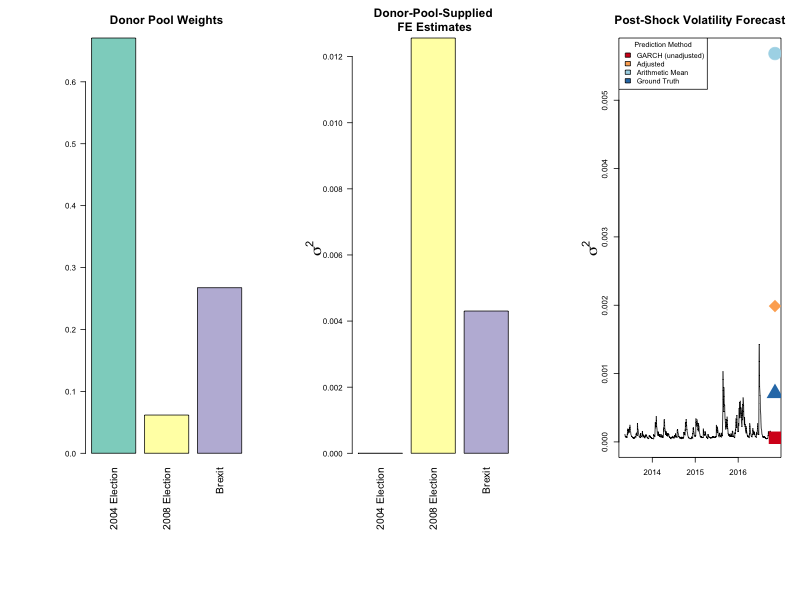 Donor Pool Weights
0.6
0.5
0.4
0.3
0.2
0.1
0.0
2004 Election
2008 Election
Brexit
Donor-Pool-Supplied
FE Estimates
σ²
0.012
0.010
0.008
0.006
0.004
0.002
0.000
2004 Election
2008 Election
Brexit
Post-Shock Volatility Forecast
Prediction Method
GARCH (unadjusted)
Adjusted
Arithmetic Mean
Ground Truth
σ²
0.005
0.004
0.003
0.002
0.001
0.000
2014
2015
2016